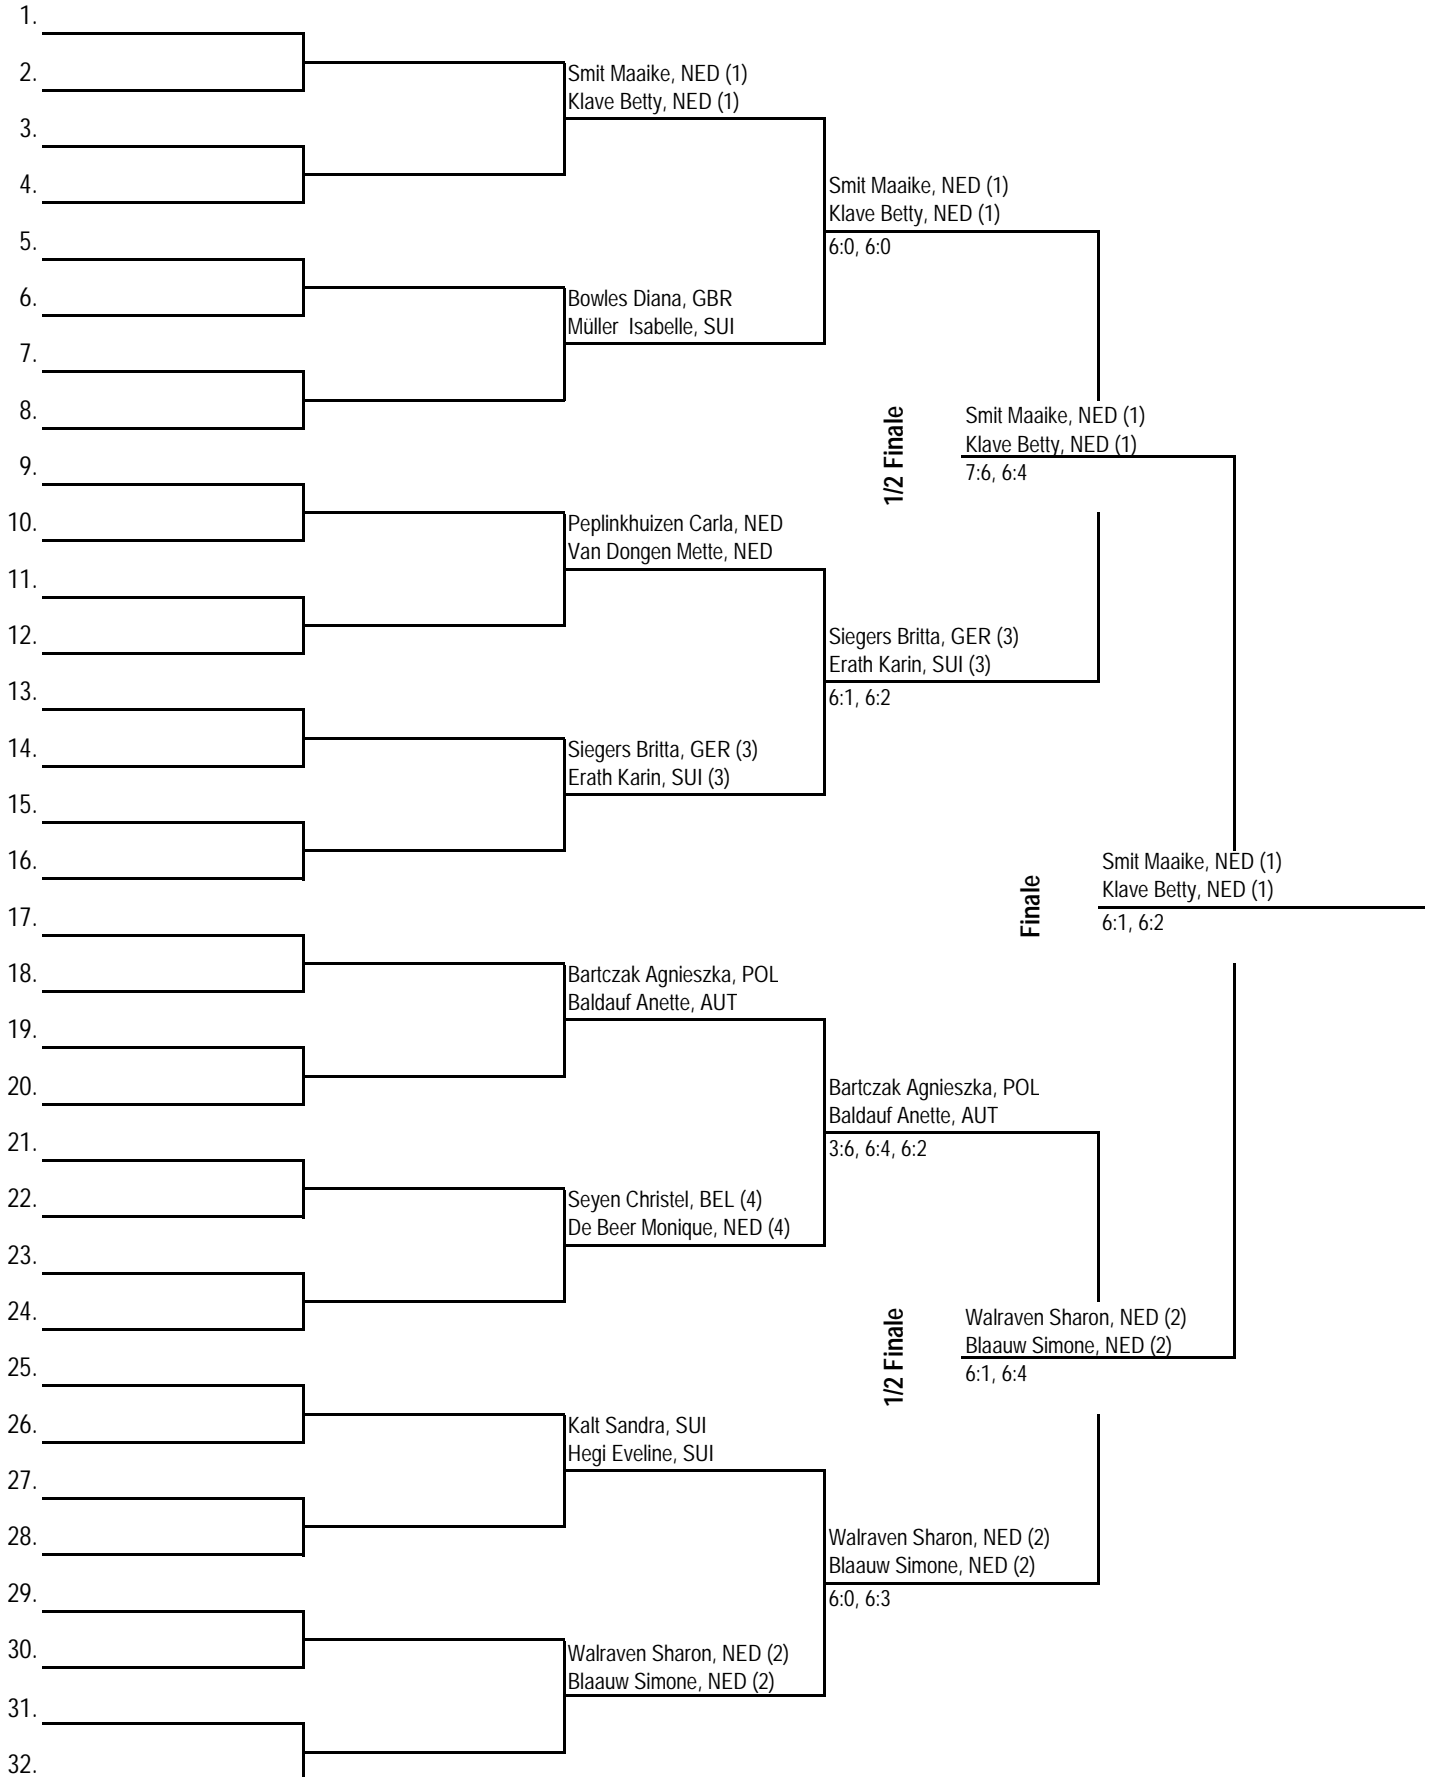 1.
2.
3.
4.
5.
6.
7.
8.
9.
10.
11.
12.
13.
14.
15.
16.
17.
18.
19.
20.
21.
22.
23.
24.
25.
26.
27.
28.
29.
30.
31.
32.
Smit Maaike, NED (1)
Klave Betty, NED (1)
Bowles Diana, GBR
Müller  Isabelle, SUI
Peplinkhuizen Carla, NED
Van Dongen Mette, NED
Siegers Britta, GER (3)
Erath Karin, SUI (3)
Bartczak Agnieszka, POL
Baldauf Anette, AUT
Seyen Christel, BEL (4)
De Beer Monique, NED (4)
Kalt Sandra, SUI
Hegi Eveline, SUI
Walraven Sharon, NED (2)
Blaauw Simone, NED (2)
Smit Maaike, NED (1)
Klave Betty, NED (1)
6:0, 6:0
Siegers Britta, GER (3)
Erath Karin, SUI (3)
6:1, 6:2
Bartczak Agnieszka, POL
Baldauf Anette, AUT
3:6, 6:4, 6:2
Walraven Sharon, NED (2)
Blaauw Simone, NED (2)
6:0, 6:3
1/2 Finale
Smit Maaike, NED (1)
Klave Betty, NED (1)
7:6, 6:4
1/2 Finale
Walraven Sharon, NED (2)
Blaauw Simone, NED (2)
6:1, 6:4
Finale
Smit Maaike, NED (1)
Klave Betty, NED (1)
6:1, 6:2